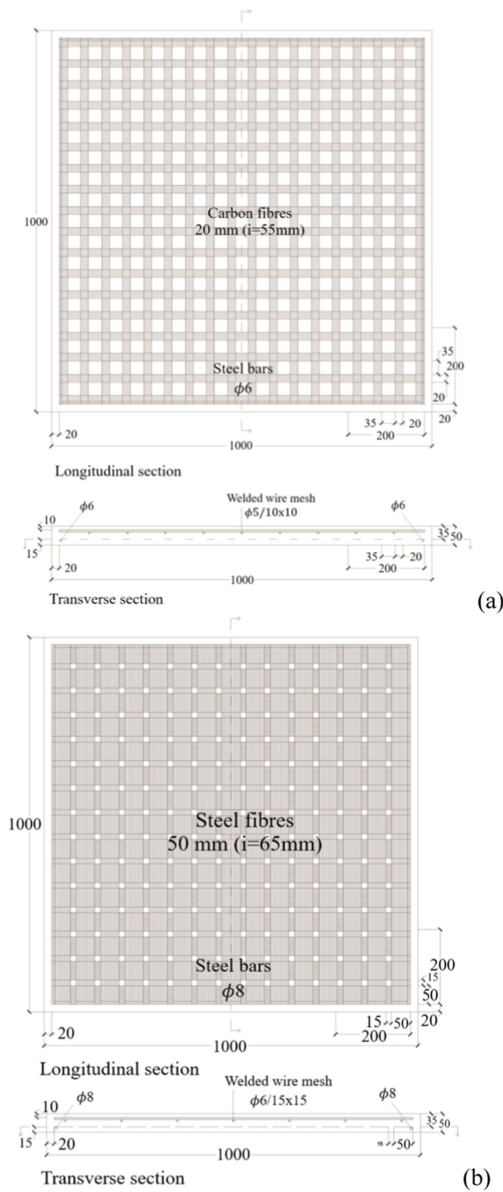 1000
Carbon fibres
20 mm (i=55mm)
Steel bars
ϕ6
35
200
20
20
35
20
200
20
1000
Longitudinal section
Welded wire mesh
ϕ5/10x10
ϕ6
ϕ6
10
15
35
50
35
20
200
20
1000
Transverse section
(a)
1000
Steel fibres
50 mm (i=65mm)
Steel bars
ϕ8
200
15
50
20
15
50
200
20
1000
Longitudinal section
Welded wire mesh
ϕ6/15x15
ϕ8
ϕ8
10
15
35
50
20
50
1000
Transverse section
(b)